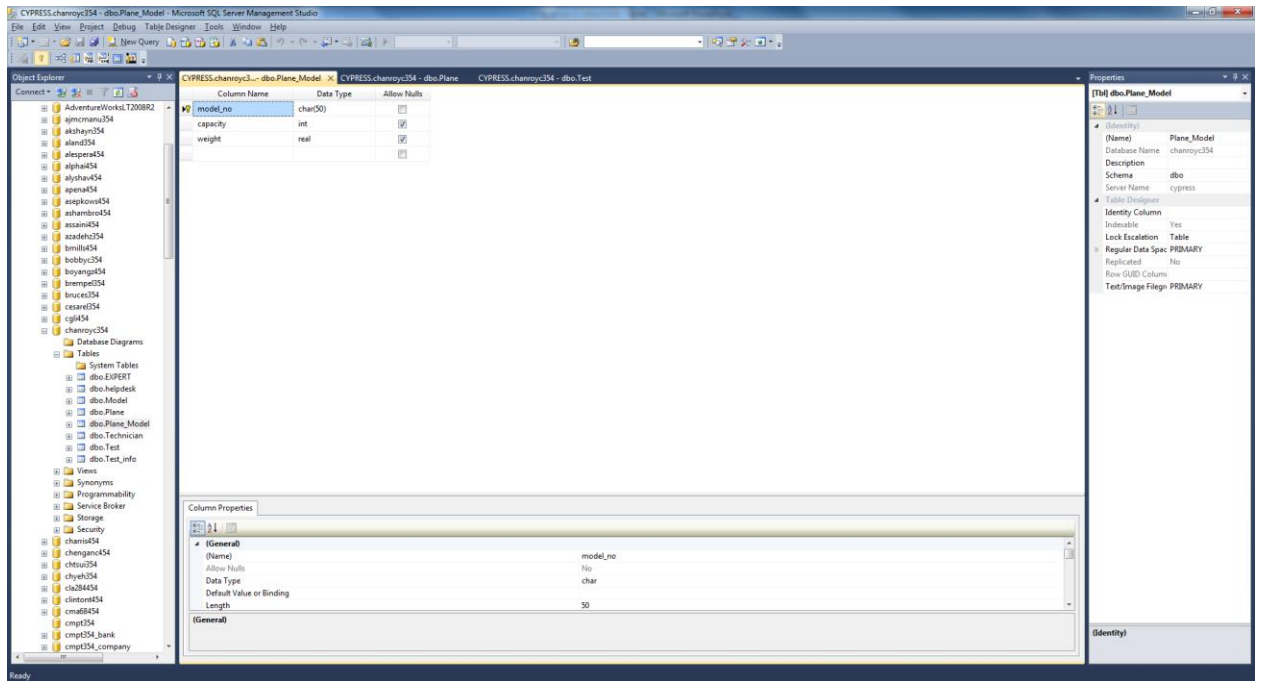 CYPRESS.chanroyc354 - dbo.Plane_Model - Microsoft SQL Server Management Studio
File Edit View Project Debug Table Designer Tools Window Help
New Query
Object Explorer
Connect
AdventureWorksLT2008R2
ajmcmanu354
akshayn354
aland354
alespera454
alphai454
alyshav454
apena454
asepkows454
ashambro454
assaini454
azadehz354
bmills454
bobbyc354
boyangz454
brempel354
bruces354
cesarel354
cgli454
chanroyc354
Database Diagrams
Tables
System Tables
dbo.EXPERT
dbo.helpdesk
dbo.Model
dbo.Plane
dbo.Plane_Model
dbo.Technician
dbo.Test
dbo.Test_info
Views
Synonyms
Programmability
Service Broker
Storage
Security
charris454
chenganc454
chtsui354
chyeh354
cla284454
clintont454
cma68454
cmpt354
cmpt354_bank
cmpt354_company
CYPRESS.chanroyc3...- dbo.Plane_Model CYPRESS.chanroyc354 - dbo.Plane CYPRESS.chanroyc354 - dbo.Test
Column Name Data Type Allow Nulls
model_no char(50)
capacity int
weight real
Column Properties
(General)
(Name) model_no
Allow Nulls No
Data Type char
Default Value or Binding
Length 50
(General)
Properties
[Tbl] dbo.Plane_Model
(Identity)
(Name) Plane_Model
Database Name chanroyc354
Description
Schema dbo
Server Name cypress
Table Designer
Identity Column
Indexable Yes
Lock Escalation Table
Regular Data Spac PRIMARY
Replicated No
Row GUID Colum
Text/Image Filegr PRIMARY
(Identity)
Ready